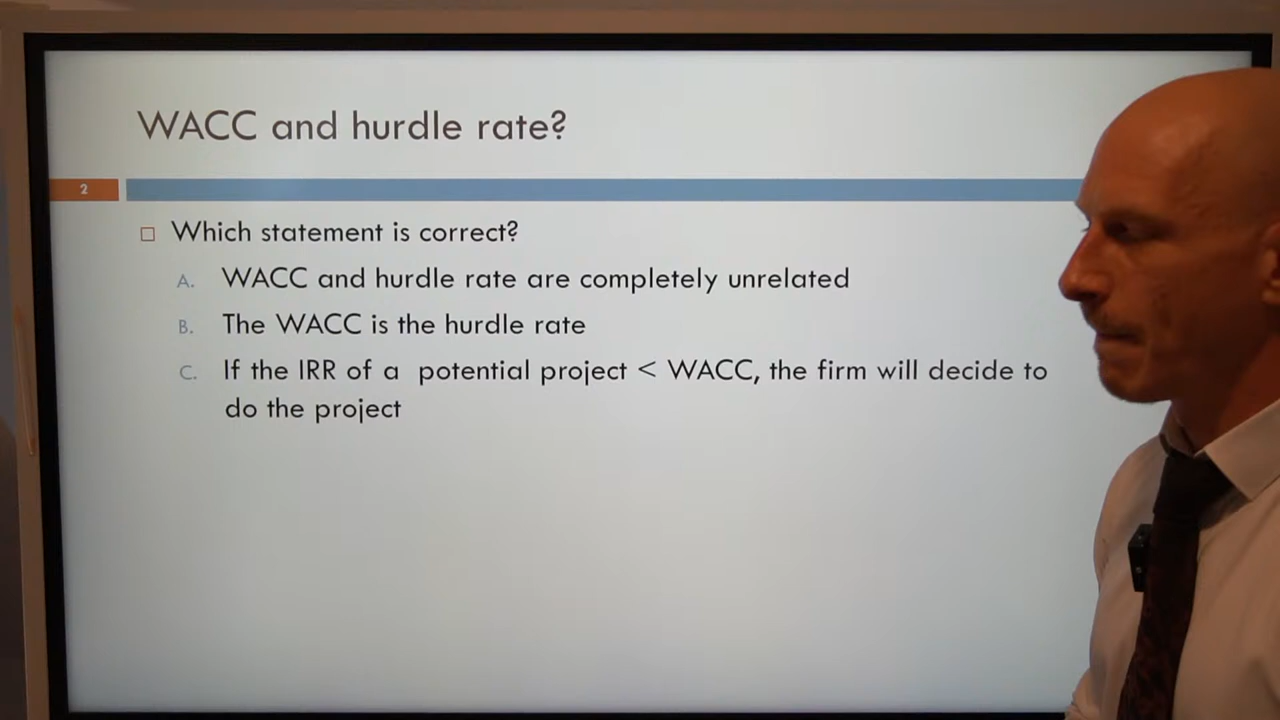 WACC and hurdle rate?
2
Which statement is correct?
A. WACC and hurdle rate are completely unrelated
B. The WACC is the hurdle rate
C. If the IRR of a potential project < WACC, the firm will decide to
do the project